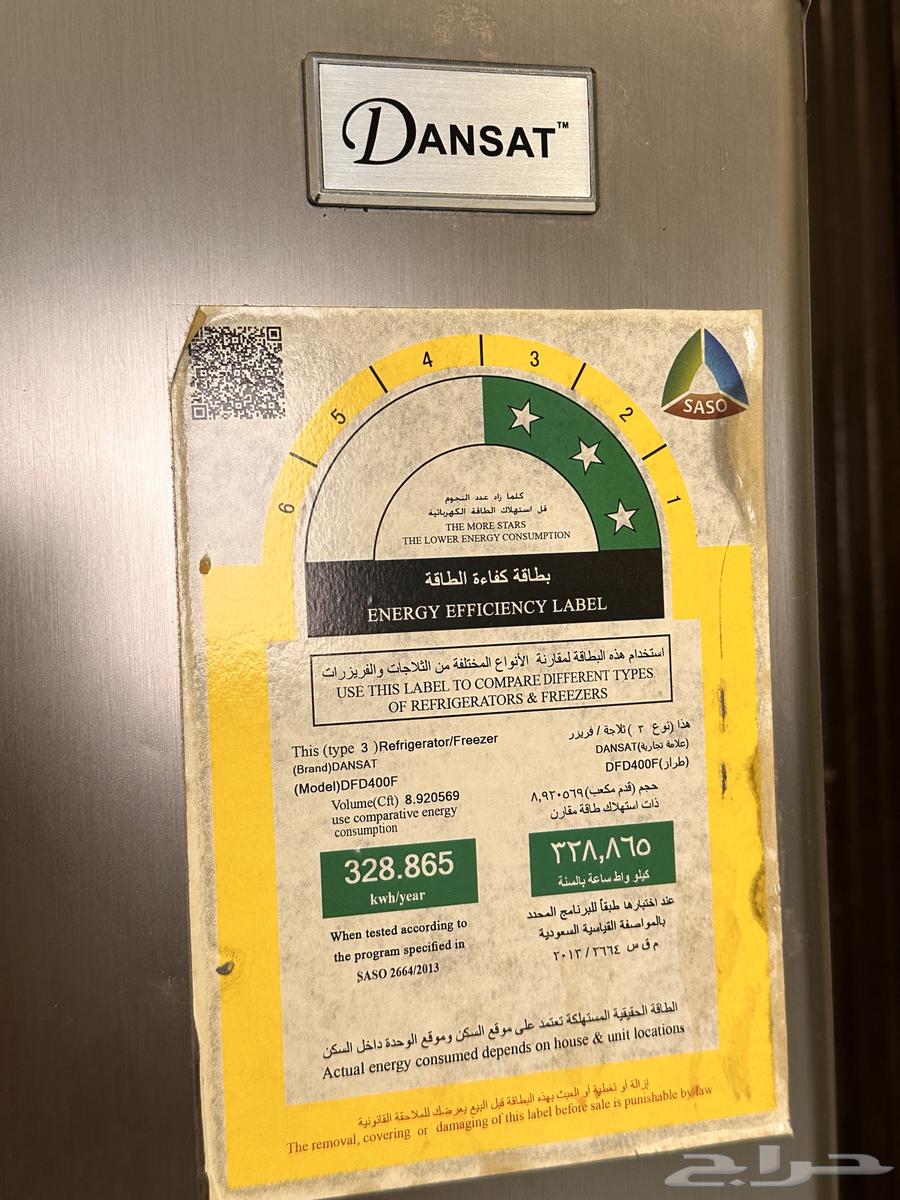 DANSAT™
4
3
5
2
6
1
SASO
كلما زاد عدد النجوم
قل استهلاك الطاقة الكهربائية
THE MORE STARS
THE LOWER ENERGY CONSUMPTION
بطاقة كفاءة الطاقة
ENERGY EFFICIENCY LABEL
استخدام هذه البطاقة لمقارنة الأنواع المختلفة من الثلاجات والفريزرات
USE THIS LABEL TO COMPARE DIFFERENT TYPES
OF REFRIGERATORS & FREEZERS
This (type 3 )Refrigerator/Freezer
(Brand)DANSAT
(Model)DFD400F
Volume(Cft) 8.920569
use comparative energy
consumption
328.865
kwh/year
When tested according to
the program specified in
SASO 2664/2013
هذا (نوع ٣ ) ثلاجة / فريزر
(علامة تجارية)DANSAT
(طراز)DFD400F
حجم (قدم مكعب) ٨,٩٢٠٥٦٩
ذات استهلاك طاقة مقارن
٣٢٨,٨٦٥
كيلو واط ساعة بالسنة
عند اختبارها طبقاً للبرنامج المحدد
بالمواصفة القياسية السعودية
م ق س ٢٦٦٤ / ٢٠١٣
الطاقة الحقيقية المستهلكة تعتمد على موقع السكن وموقع الوحدة داخل السكن
Actual energy consumed depends on house & unit locations
إزالة أو تغطية أو العبث بهذه البطاقة قبل البيع يعرضك للملاحقة القانونية
The removal, covering or damaging of this label before sale is punishable by law
حراج